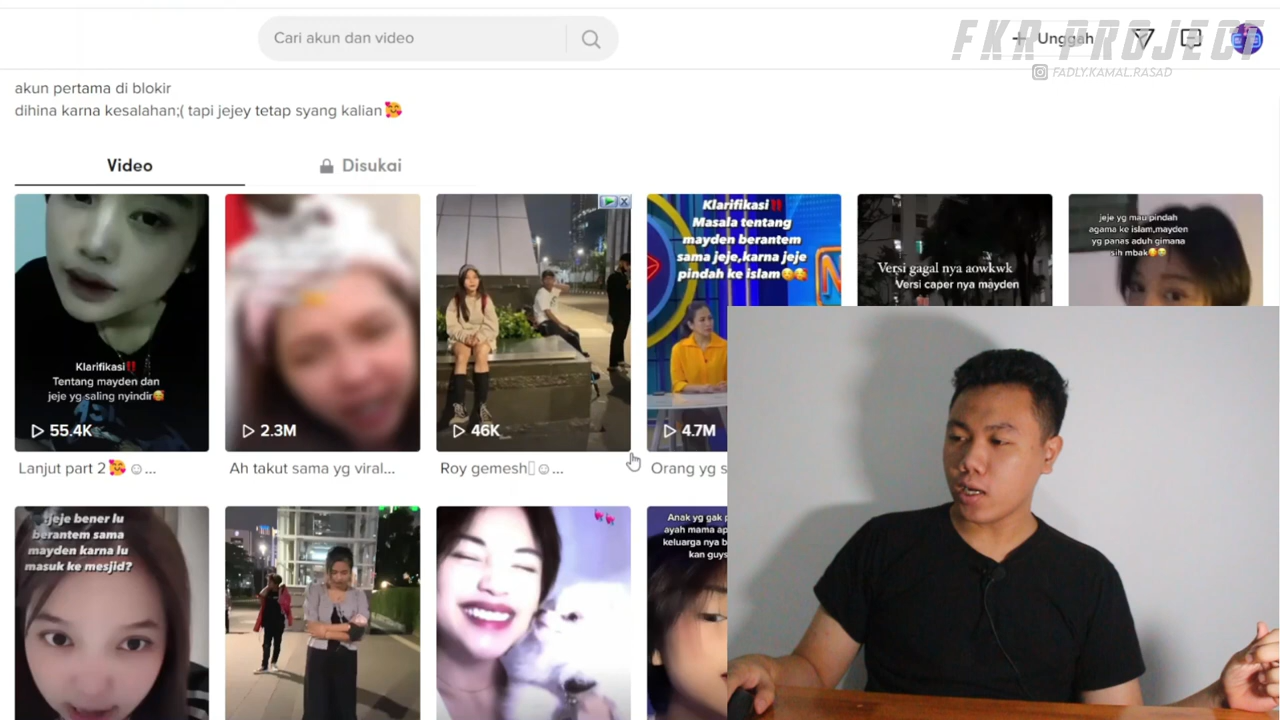 Cari akun dan video
Unggah
FKR PROJECT
FADLY.KAMAL.RASAD
akun pertama di blokir
dihina karna kesalahan;( tapi jejey tetap syang kalian🥰
Video
Disukai
Klarifikasi‼️
Tentang mayden dan
jeje yg saling nyindir🥰
55.4K
Lanjut part 2🥰☺...
2.3M
Ah takut sama yg viral...
46K
Roy gemesh☺...
Klarifikasi‼️
Masala tentang
mayden berantem
sama jeje,karna jeje
pindah ke islam🥰🥰
4.7M
Orang yg s
Versi gagal nya aowkwk
Versi caper nya mayden
jeje yg mau pindah
agama ke islam,mayden
yg panas aduh gimana
sih mbak
jeje bener lu
berantem sama
mayden karna lu
masuk ke mesjid?
Anak yg gak p
ayah mama ap
keluarga nya b
kan guys